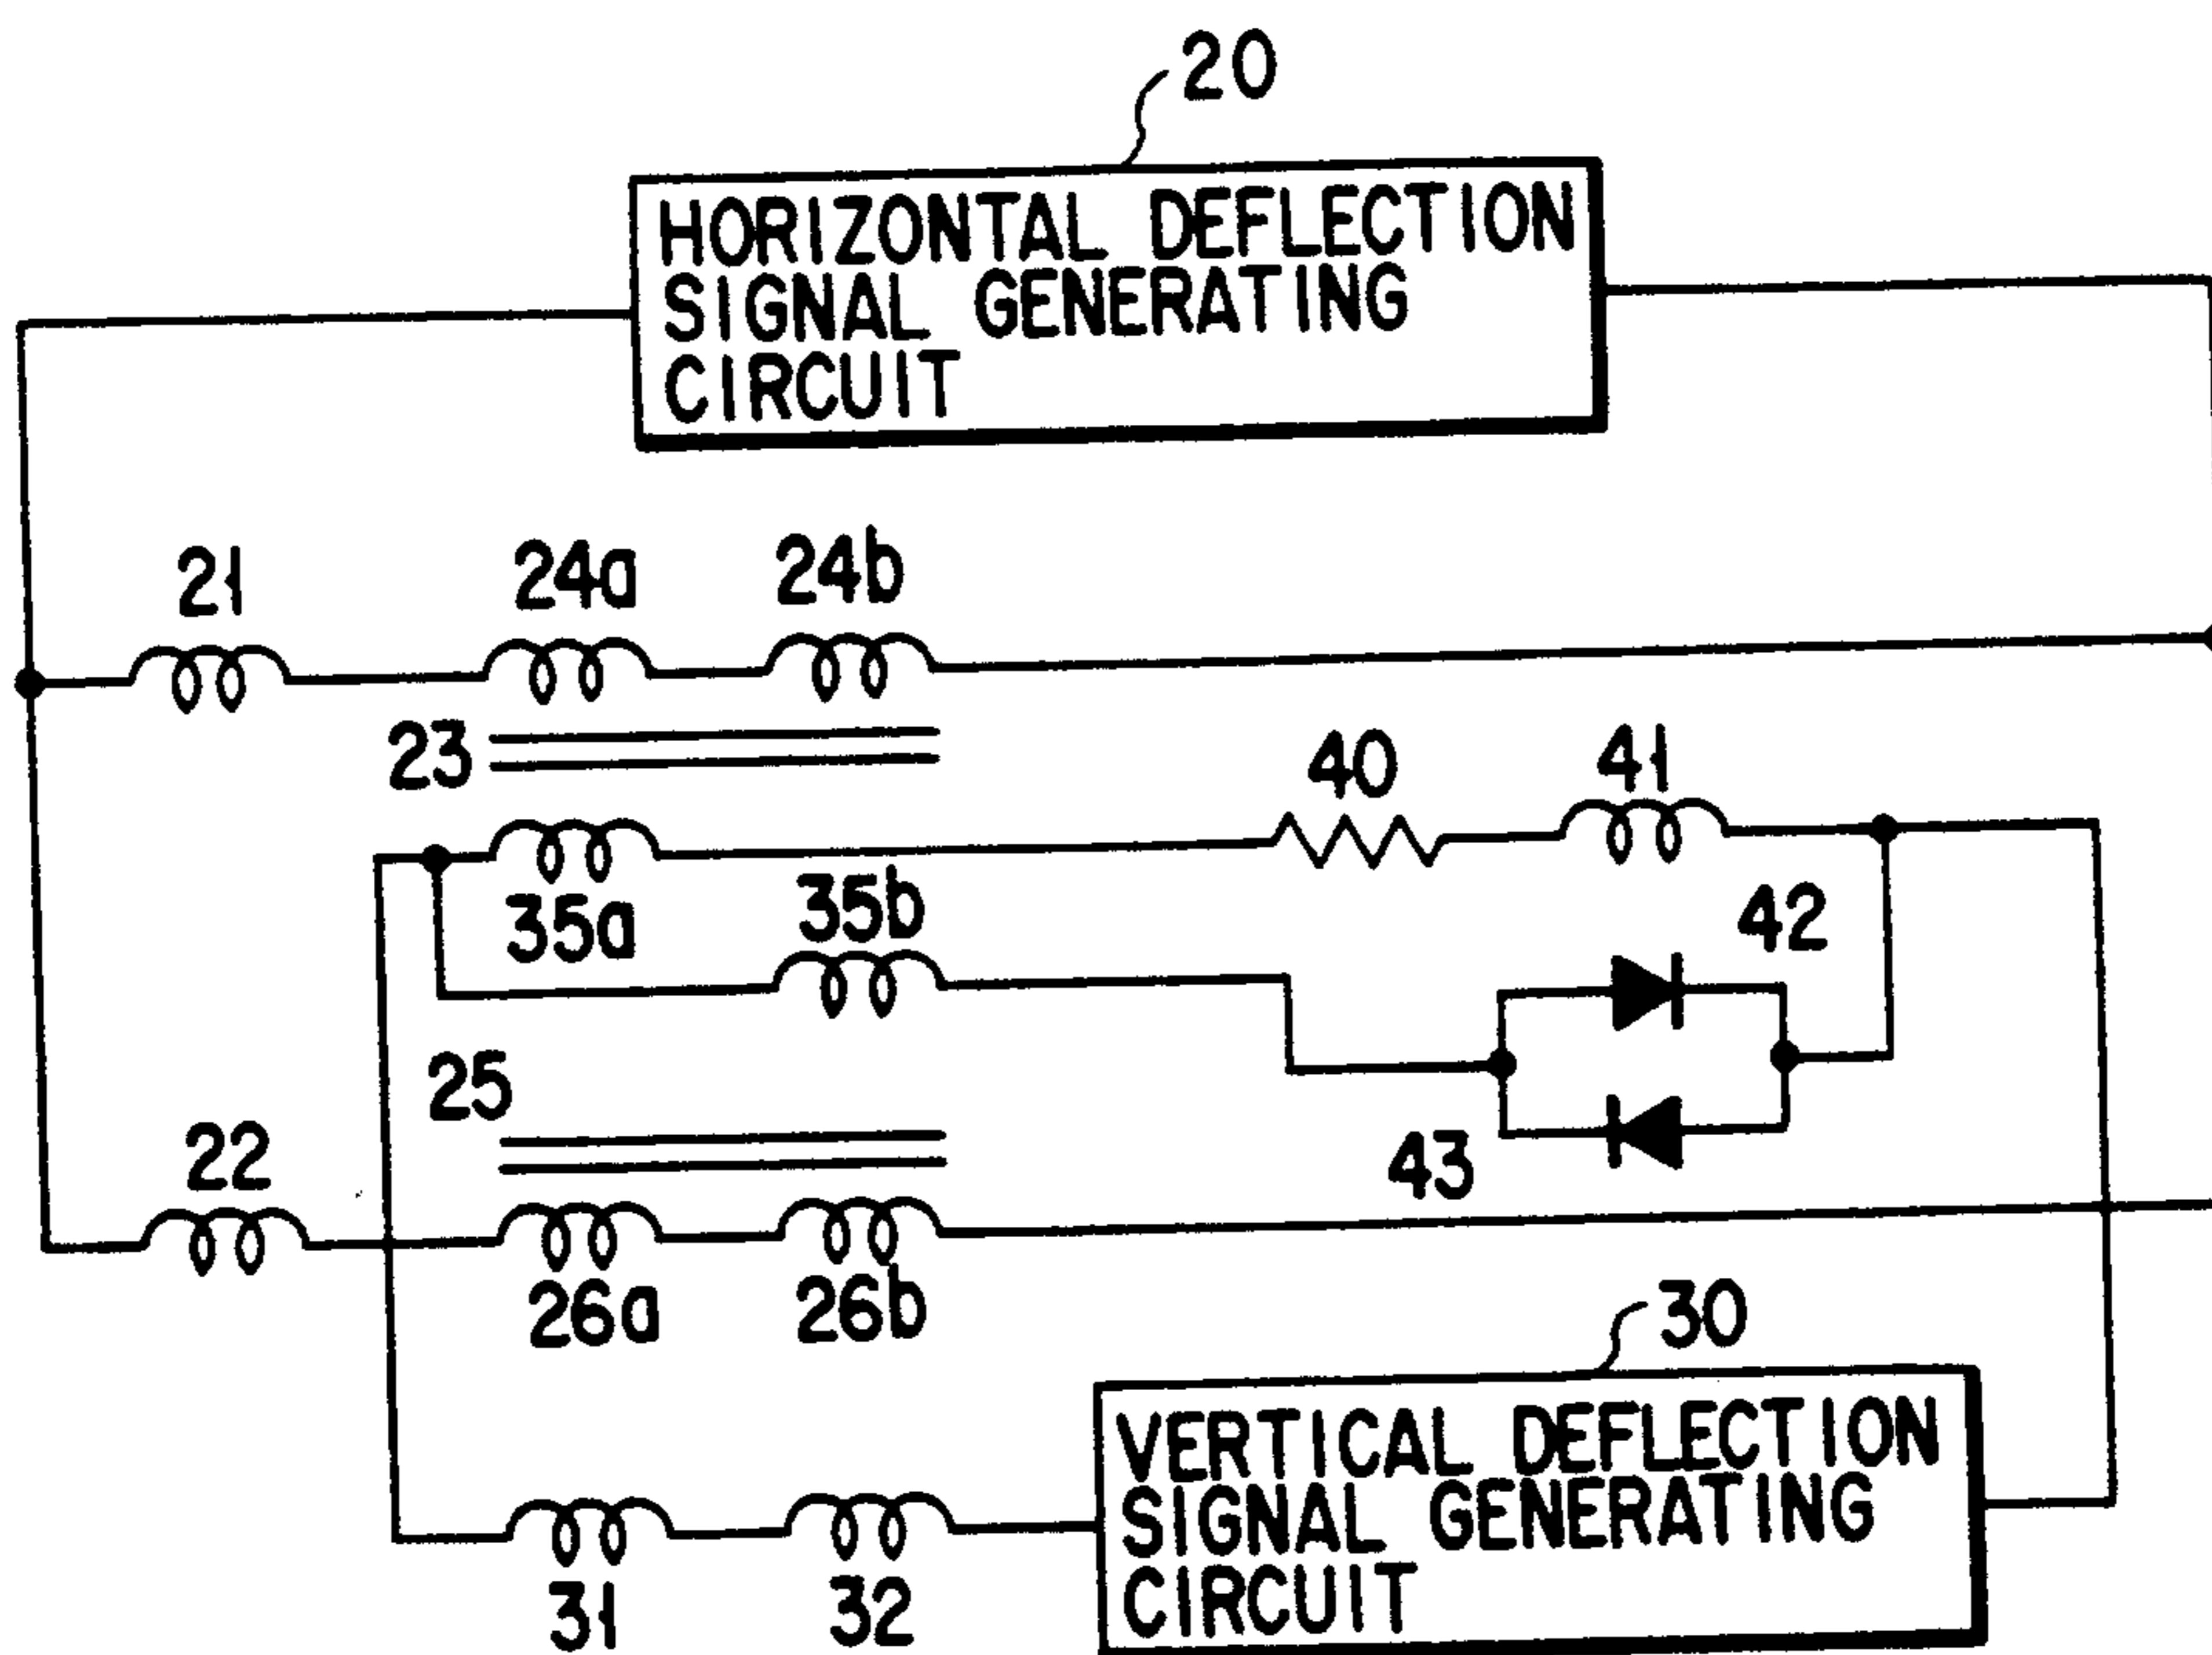 20
HORIZONTAL DEFLECTION
SIGNAL GENERATING
CIRCUIT
21
24a
24b
23
40
41
35a
35b
42
25
43
22
26a
26b
30
VERTICAL DEFLECTION
SIGNAL GENERATING
CIRCUIT
31
32